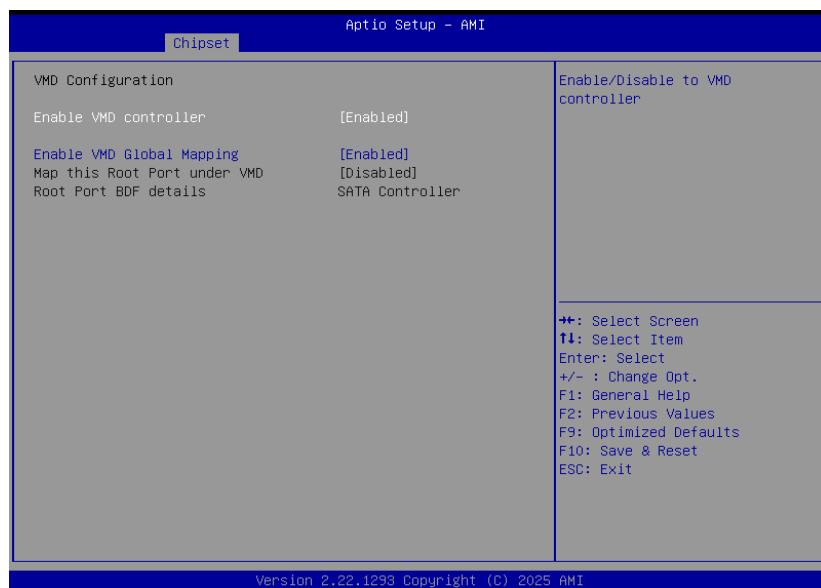 Aptio Setup – AMI
Chipset
VMD Configuration
Enable VMD controller [Enabled]
Enable VMD Global Mapping [Enabled]
Map this Root Port under VMD [Disabled]
Root Port BDF details SATA Controller
Enable/Disable to VMD
controller
→←: Select Screen
↑↓: Select Item
Enter: Select
+/- : Change Opt.
F1: General Help
F2: Previous Values
F9: Optimized Defaults
F10: Save & Reset
ESC: Exit
Version 2.22.1293 Copyright (C) 2025 AMI